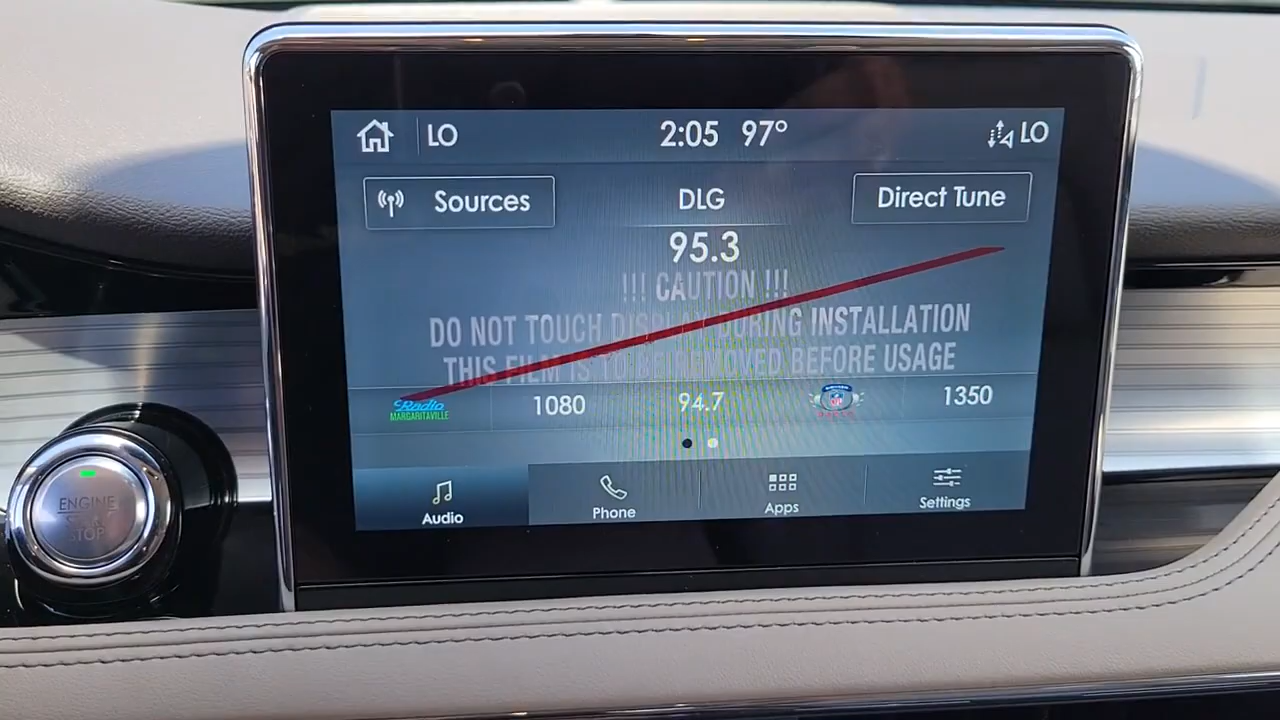 LO 2:05 97° LO
Sources DLG Direct Tune
95.3
!!! CAUTION !!!
DO NOT TOUCH DISPLAY DURING INSTALLATION
THIS FILM IS TO BE REMOVED BEFORE USAGE
Radio
MARGARITAVILLE
1080 94.7 1350
NFL
Audio Phone Apps Settings
ENGINE
START
STOP